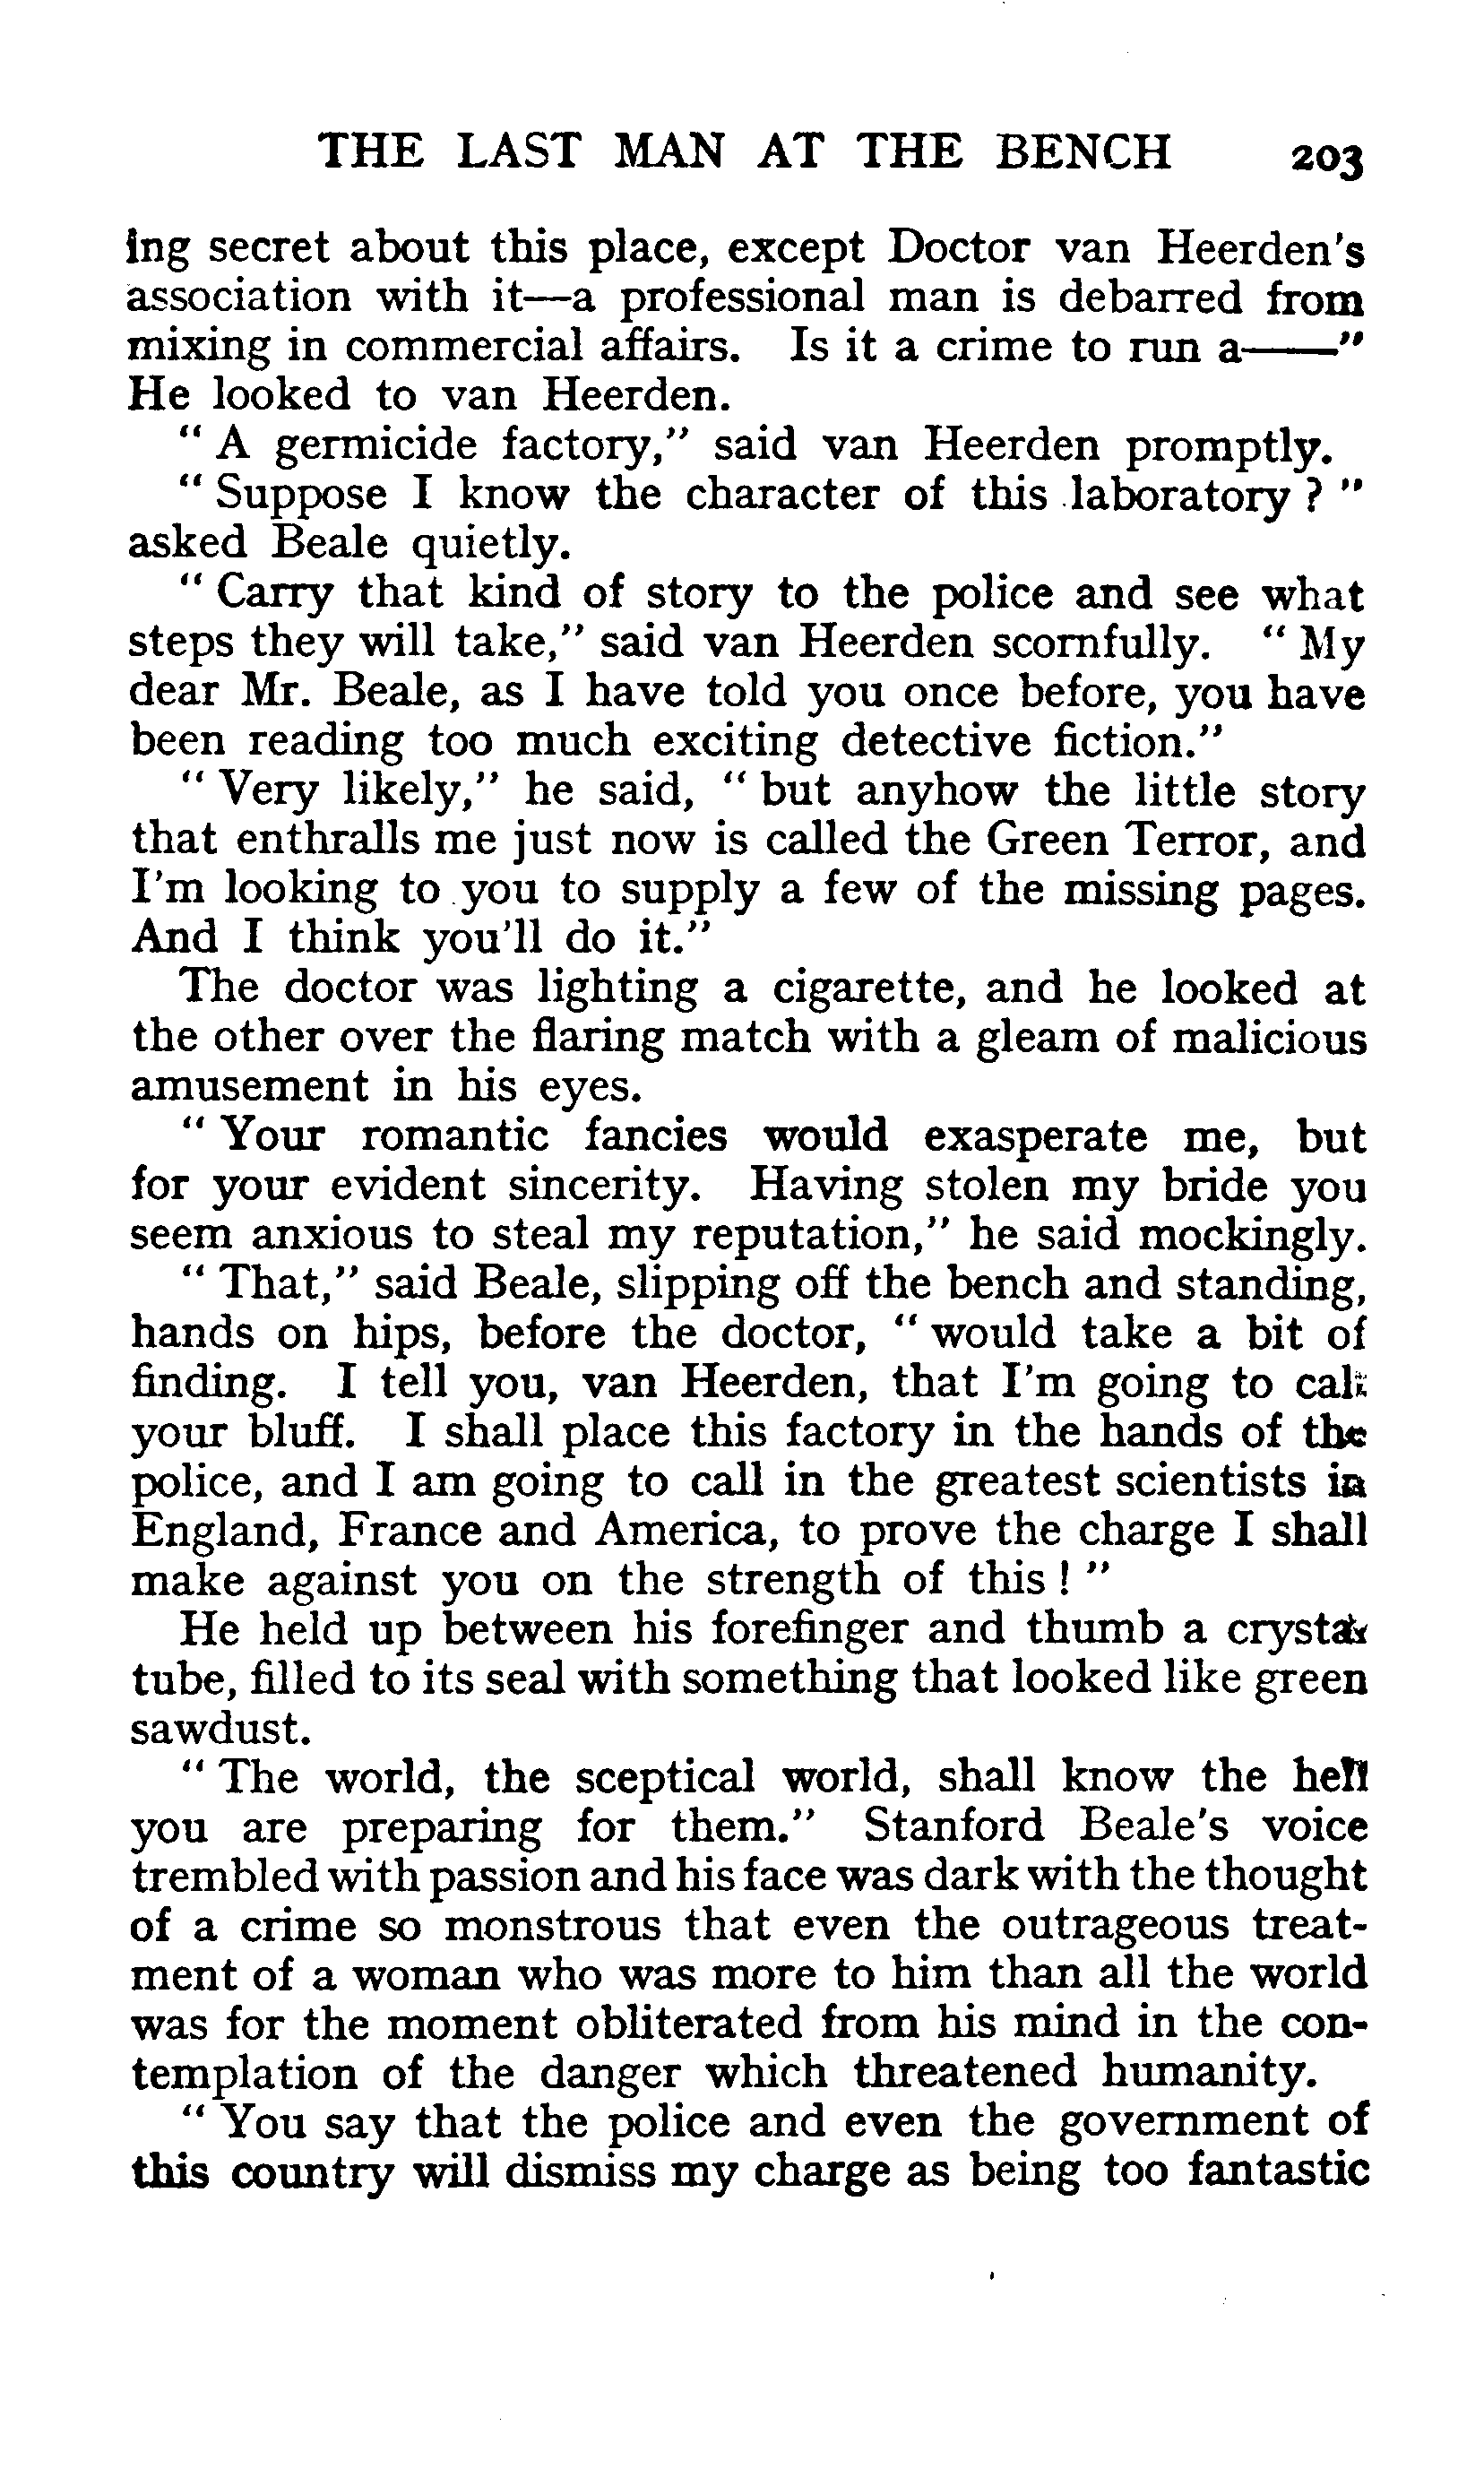 THE LAST MAN AT THE BENCH 203
ing secret about this place, except Doctor van Heerden's
association with it—a professional man is debarred from
mixing in commercial affairs. Is it a crime to run a——"
He looked to van Heerden.
" A germicide factory," said van Heerden promptly.
" Suppose I know the character of this laboratory ? "
asked Beale quietly.
" Carry that kind of story to the police and see what
steps they will take," said van Heerden scornfully. " My
dear Mr. Beale, as I have told you once before, you have
been reading too much exciting detective fiction."
" Very likely," he said, " but anyhow the little story
that enthralls me just now is called the Green Terror, and
I'm looking to you to supply a few of the missing pages.
And I think you'll do it."
The doctor was lighting a cigarette, and he looked at
the other over the flaring match with a gleam of malicious
amusement in his eyes.
" Your romantic fancies would exasperate me, but
for your evident sincerity. Having stolen my bride you
seem anxious to steal my reputation," he said mockingly.
" That," said Beale, slipping off the bench and standing,
hands on hips, before the doctor, " would take a bit of
finding. I tell you, van Heerden, that I'm going to call
your bluff. I shall place this factory in the hands of the
police, and I am going to call in the greatest scientists in
England, France and America, to prove the charge I shall
make against you on the strength of this ! "
He held up between his forefinger and thumb a crystal
tube, filled to its seal with something that looked like green
sawdust.
" The world, the sceptical world, shall know the hell
you are preparing for them." Stanford Beale's voice
trembled with passion and his face was dark with the thought
of a crime so monstrous that even the outrageous treat-
ment of a woman who was more to him than all the world
was for the moment obliterated from his mind in the con-
templation of the danger which threatened humanity.
" You say that the police and even the government of
this country will dismiss my charge as being too fantastic